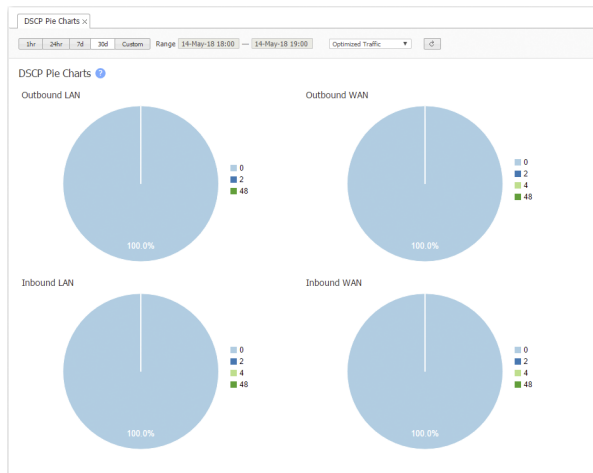 DSCP Pie Charts ×
1hr 24hr 7d 30d Custom Range 14-May-18 18:00 — 14-May-18 19:00 Optimized Traffic
DSCP Pie Charts ?
Outbound LAN
0
2
48
100.0%
Outbound WAN
0
2
4
48
100.0%
Inbound LAN
0
2
4
48
100.0%
Inbound WAN
0
2
4
48
100.0%